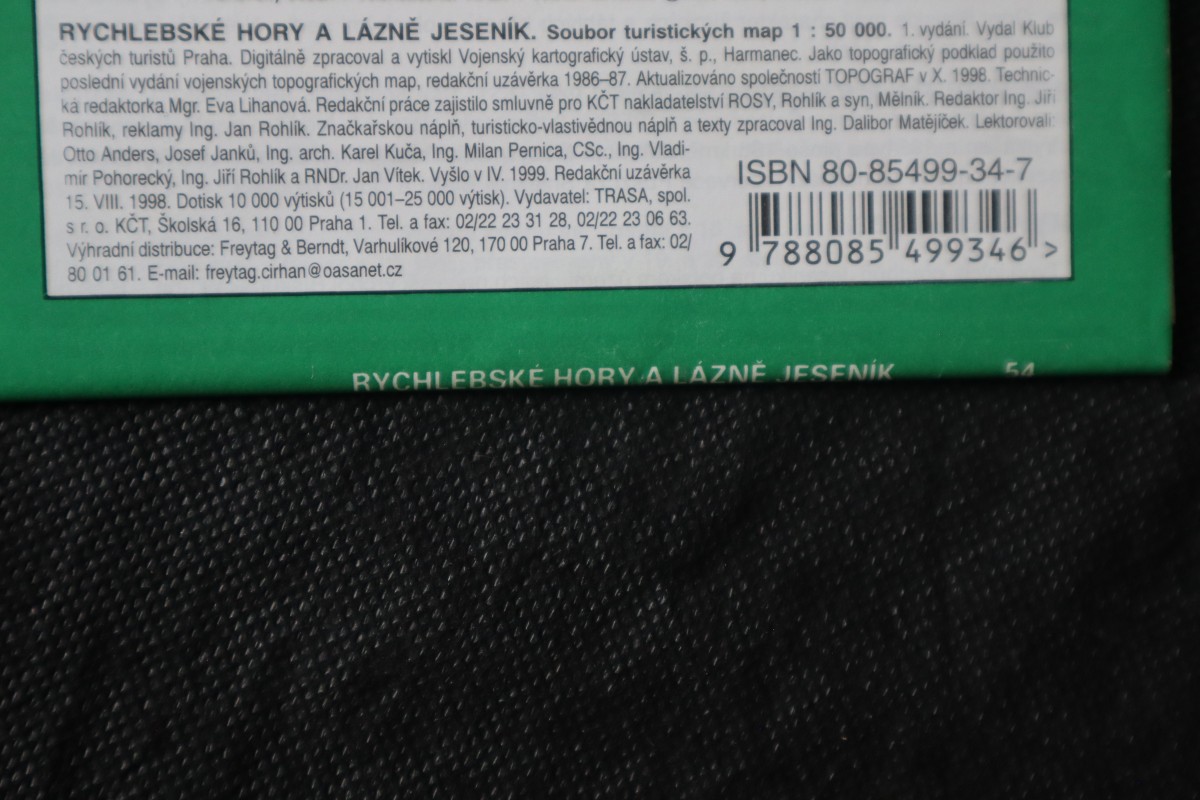 RYCHLEBSKÉ HORY A LÁZNĚ JESENÍK. Soubor turistických map 1 : 50 000. 1. vydání. Vydal Klub
českých turistů Praha. Digitálně zpracoval a vytiskl Vojenský kartografický ústav, š. p., Harmanec. Jako topografický podklad použito
poslední vydání vojenských topografických map, redakční uzávěrka 1986–87. Aktualizováno společností TOPOGRAF v X. 1998. Technic-
ká redaktorka Mgr. Eva Lihanová. Redakční práce zajistilo smluvně pro KČT nakladatelství ROSY, Rohlík a syn, Mělník. Redaktor Ing. Jiří
Rohlík, reklamy Ing. Jan Rohlík. Značkařskou náplň, turisticko-vlastivědnou náplň a texty zpracoval Ing. Dalibor Matějíček. Lektorovali:
Otto Anders, Josef Janků, Ing. arch. Karel Kuča, Ing. Milan Pernica, CSc., Ing. Vladi-
mír Pohorecký, Ing. Jiří Rohlík a RNDr. Jan Vítek. Vyšlo v IV. 1999. Redakční uzávěrka
15. VIII. 1998. Dotisk 10 000 výtisků (15 001–25 000 výtisk). Vydavatel: TRASA, spol.
s r. o. KČT, Školská 16, 110 00 Praha 1. Tel. a fax: 02/22 23 31 28, 02/22 23 06 63.
Výhradní distribuce: Freytag & Berndt, Varhulíkové 120, 170 00 Praha 7. Tel. a fax: 02/
80 01 61. E-mail: freytag.cirhan@oasanet.cz
ISBN 80-85499-34-7
9 788085 499346 >
RYCHLEBSKÉ HORY A LÁZNĚ JESENÍK 54